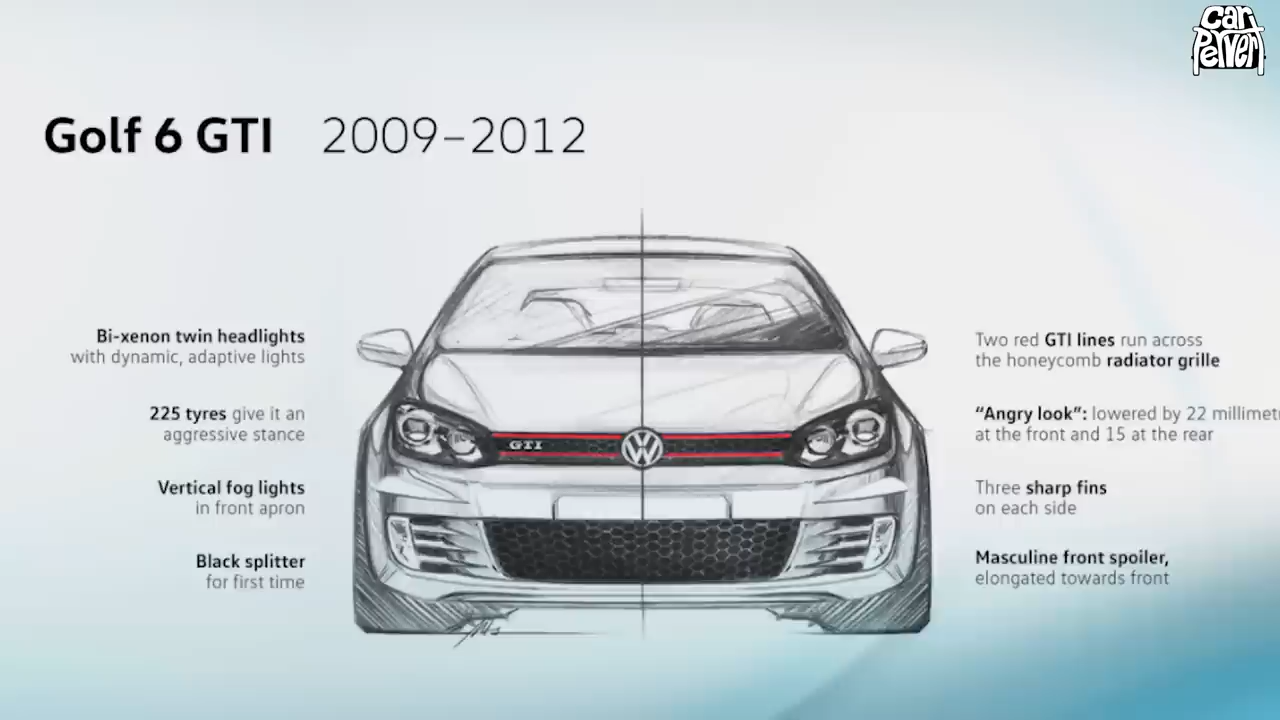 car
Pervert
Golf 6 GTI 2009–2012
Bi-xenon twin headlights
with dynamic, adaptive lights
225 tyres give it an
aggressive stance
Vertical fog lights
in front apron
Black splitter
for first time
Two red GTI lines run across
the honeycomb radiator grille
“Angry look”: lowered by 22
at the front and 15 at the rear
Three sharp fins
on each side
Masculine front spoiler,
elongated towards front
GTI
VW